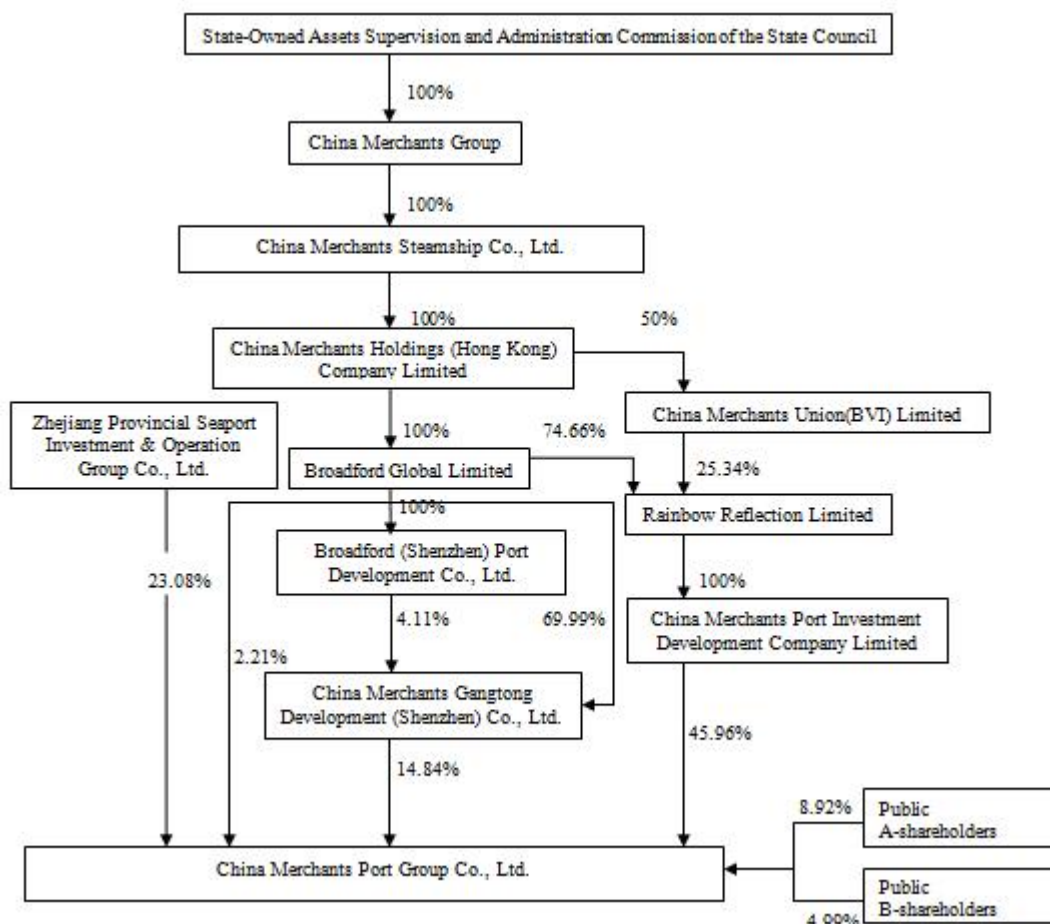 State-Owned Assets Supervision and Administration Commission of the State Council
100%
China Merchants Group
100%
China Merchants Steamship Co., Ltd.
100%
50%
China Merchants Holdings (Hong Kong)
Company Limited
China Merchants Union(BVI) Limited
Zhejiang Provincial Seaport
Investment & Operation
Group Co., Ltd.
100%
74.66%
25.34%
Broadford Global Limited
100%
Rainbow Reflection Limited
Broadford (Shenzhen) Port
Development Co., Ltd.
23.08%
100%
4.11%
69.99%
China Merchants Port Investment
Development Company Limited
2.21%
China Merchants Gangtong
Development (Shenzhen) Co., Ltd.
45.96%
14.84%
8.92%
Public
A-shareholders
China Merchants Port Group Co., Ltd.
Public
B-shareholders
4.99%